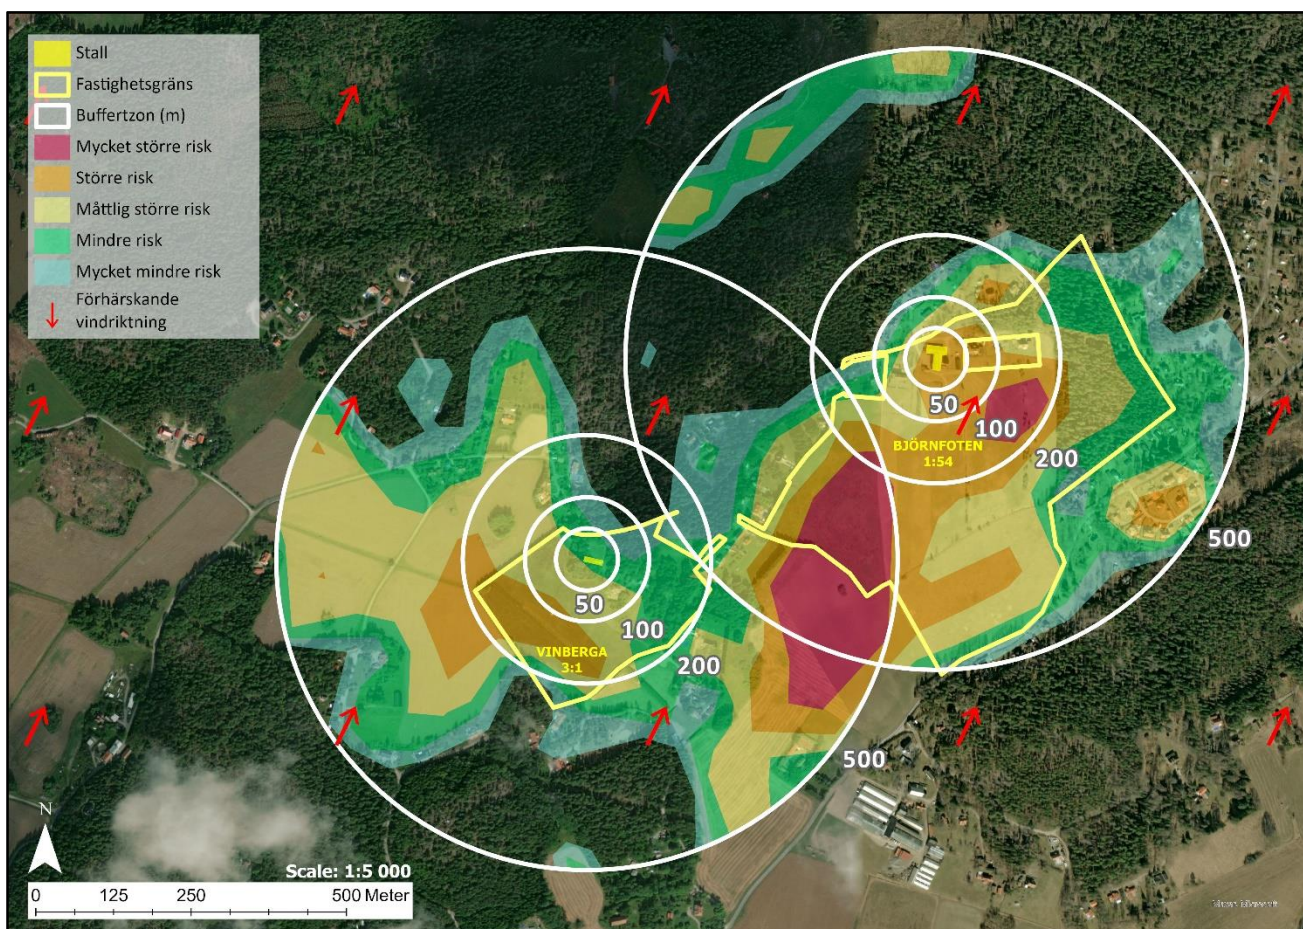 Stall
Fastighetsgräns
Buffertzon (m)
Mycket större risk
Större risk
Måttlig större risk
Mindre risk
Mycket mindre risk
Förhärskande
vindriktning
50
100
200
500
BJÖRNFOTEN
1:54
50
100
200
500
VINBERGA
3:1
N
Scale: 1:5 000
0 125 250 500 Meter